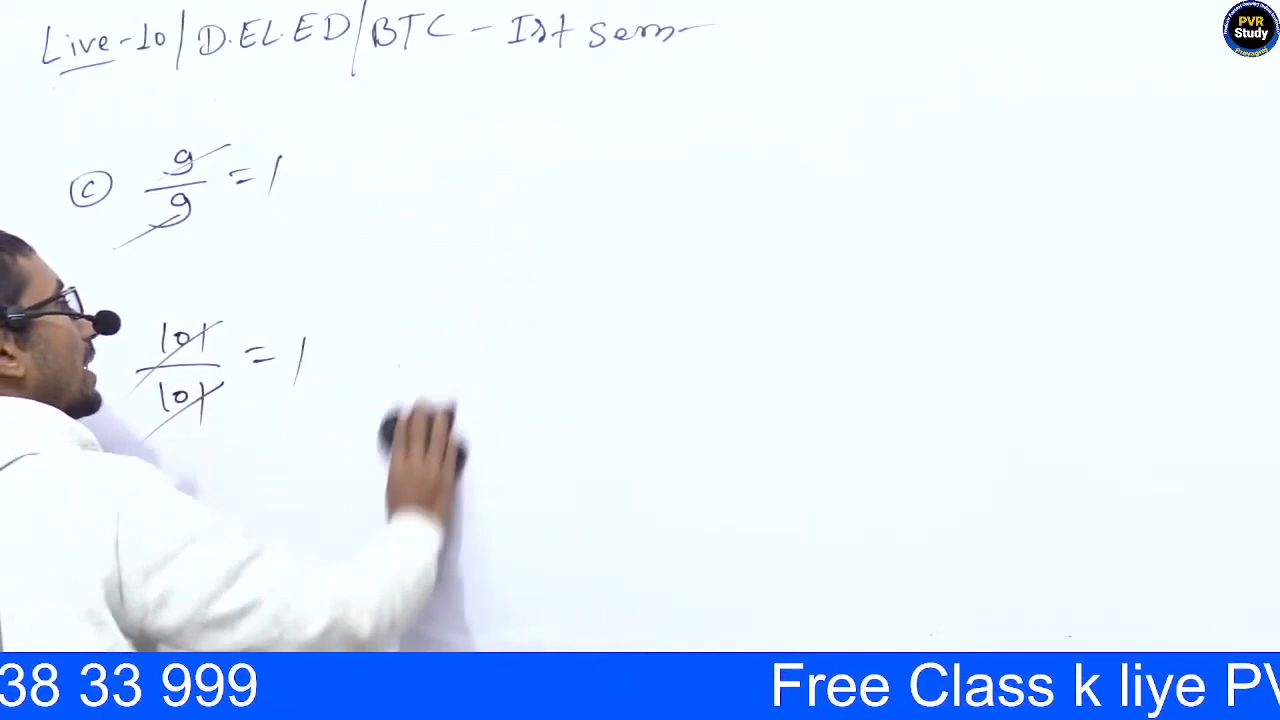 Live-10/D.EL.ED/BTC - Ist Sem
PVR
Study
Prayagraj
(c) 9/9 = 1
101/101 = 1
38 33 999
Free Class k liye PV